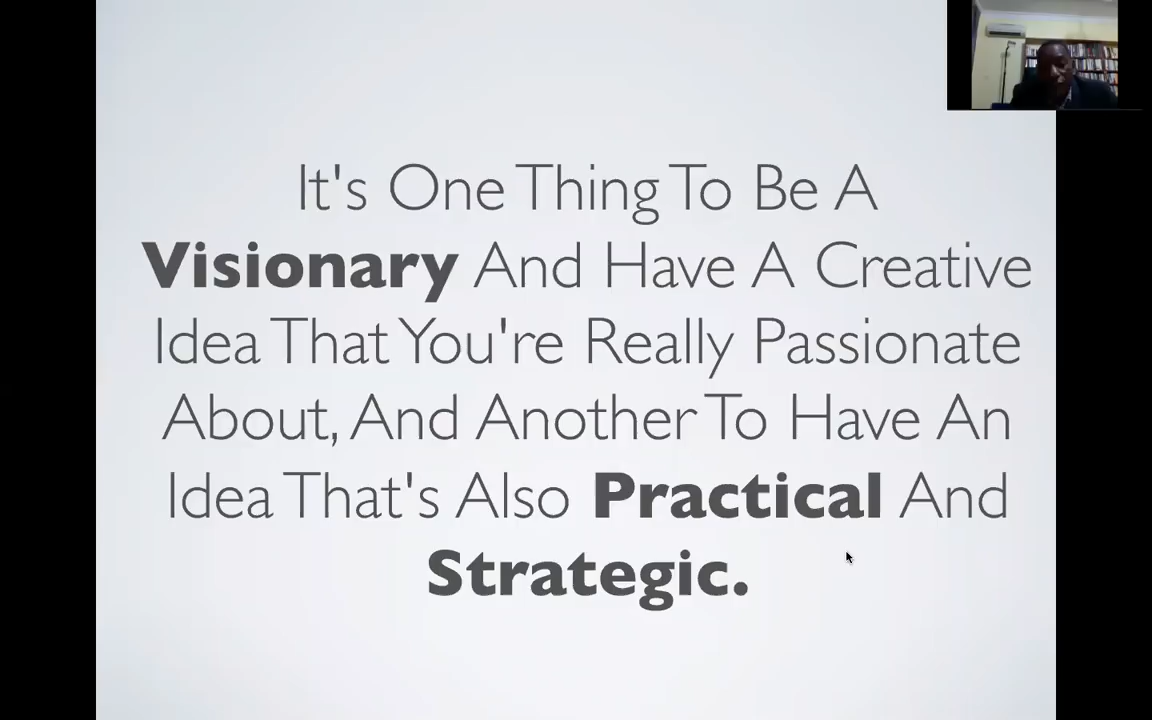 It's One Thing To Be A
Visionary And Have A Creative
Idea That You're Really Passionate
About, And Another To Have An
Idea That's Also Practical And
Strategic.